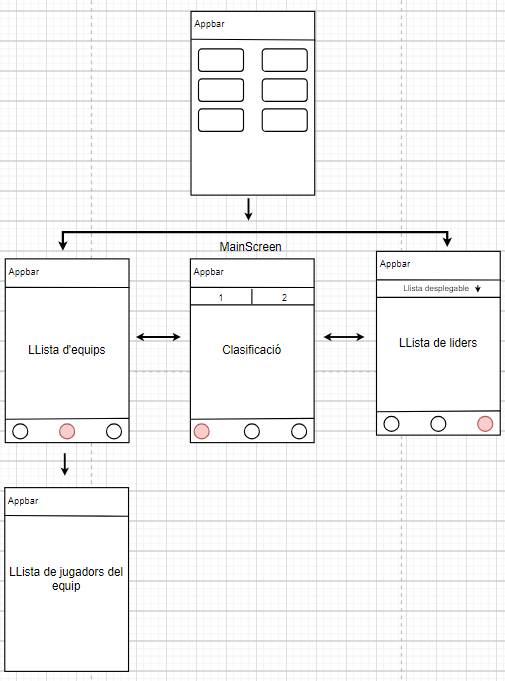 Appbar
MainScreen
Appbar
Appbar
Appbar
1
2
Llista desplegable
LLista d'equips
Clasificació
LLista de liders
Appbar
LLista de jugadors del
equip